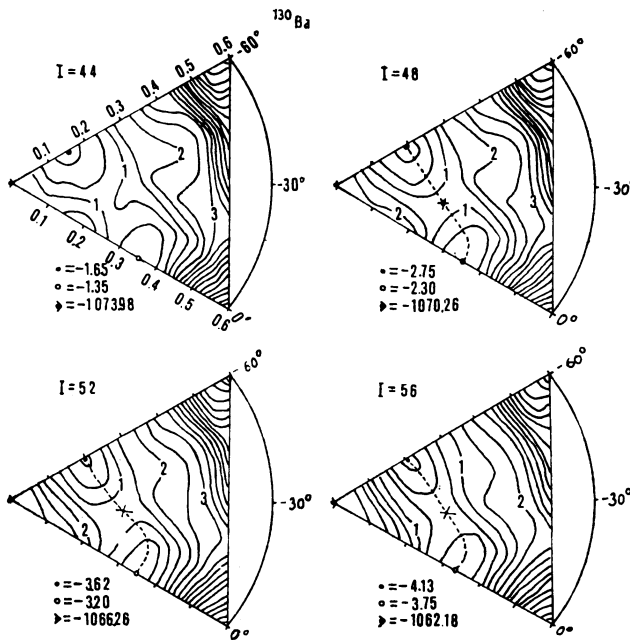 130Ba
I=44
0.1 0.2 0.3 0.4 0.5 0.6
-60°
1 2 1 3
-30°
0.1 0.2 0.3 0.4 0.5 0.6
0°
•=-1.65
o=-1.35
=-1073.98
I=48
-60°
1 2 2 1 3
-30°
0°
•=-2.75
o=-2.30
=-1070.26
I=52
-60°
1 2 3 2
-30°
0°
•=-3.62
o=-3.20
=-1066.26
I=56
-60°
1 2 2
-30°
0°
•=-4.13
o=-3.75
=-1062.18